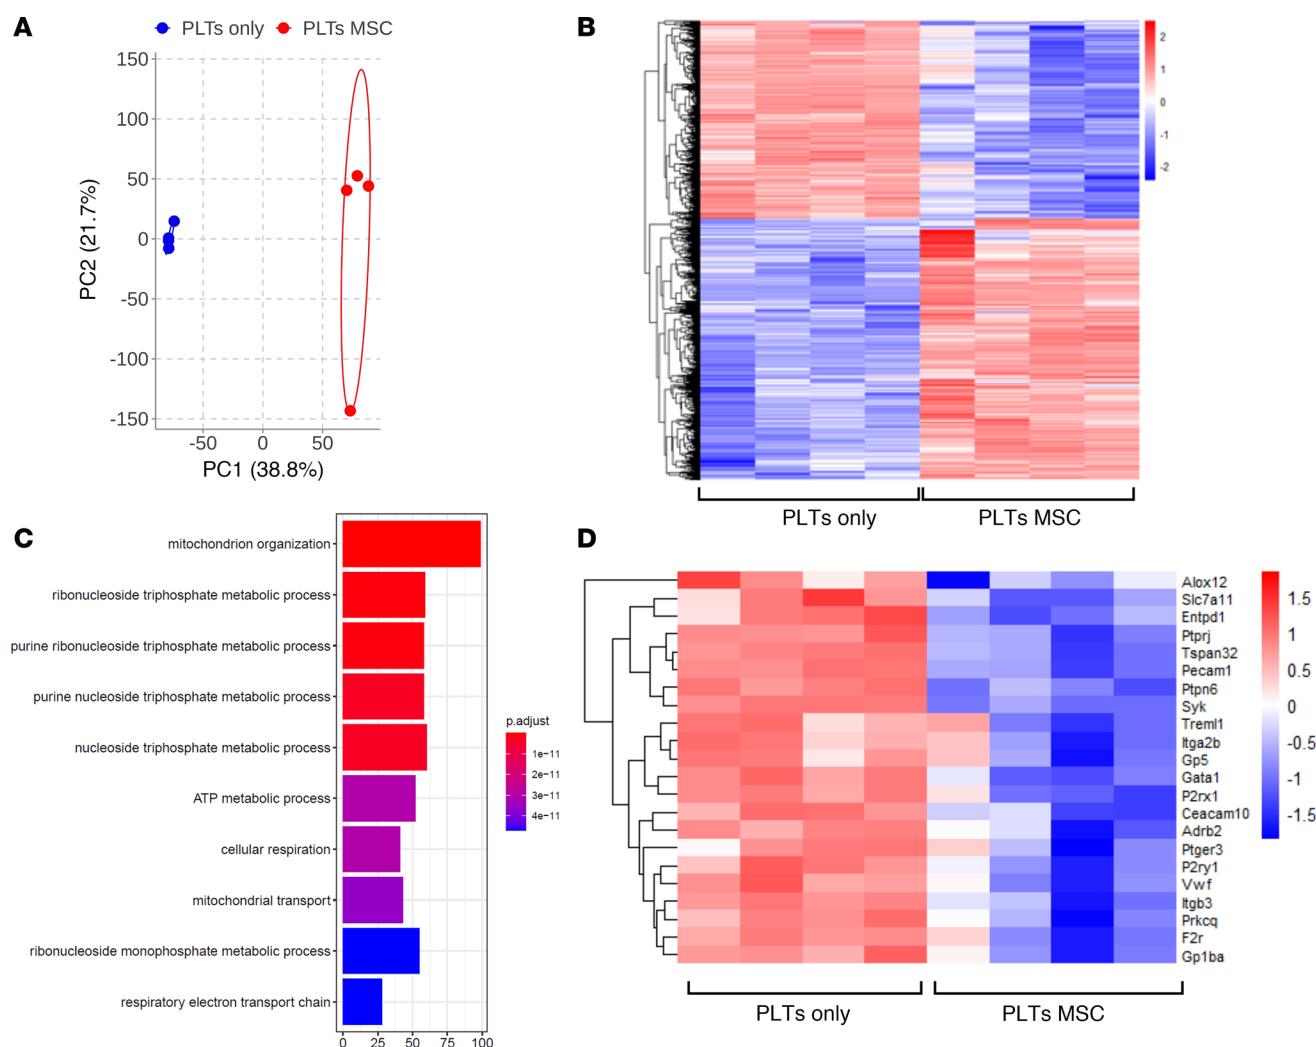 A
PLTs only
PLTs MSC
150
100
50
0
-50
-100
-150
PC2 (21.7%)
-50
0
50
PC1 (38.8%)
B
2
1
0
-1
-2
PLTs only
PLTs MSC
C
mitochondrion organization
ribonucleoside triphosphate metabolic process
purine ribonucleoside triphosphate metabolic process
purine nucleoside triphosphate metabolic process
nucleoside triphosphate metabolic process
ATP metabolic process
cellular respiration
mitochondrial transport
ribonucleoside monophosphate metabolic process
respiratory electron transport chain
0
25
50
75
100
p.adjust
1e-11
2e-11
3e-11
4e-11
D
Alox12
Slc7a11
Entpd1
Ptprj
Tspan32
Pecam1
Ptpn6
Syk
Treml1
Itga2b
Gp5
Gata1
P2rx1
Ceacam10
Adrb2
Ptger3
P2ry1
Vwf
Itgb3
Prkcq
F2r
Gp1ba
1.5
1
0.5
0
-0.5
-1
-1.5
PLTs only
PLTs MSC